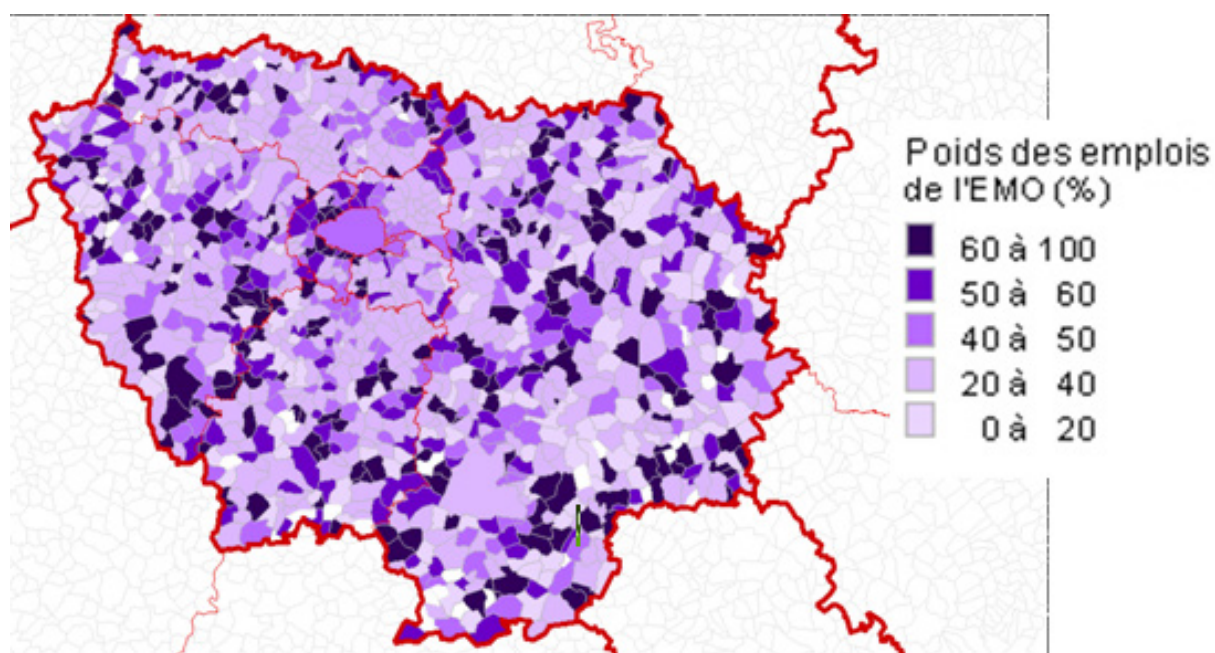 Poids des emplois
de l'EMO (%)
60 à 100
50 à 60
40 à 50
20 à 40
0 à 20